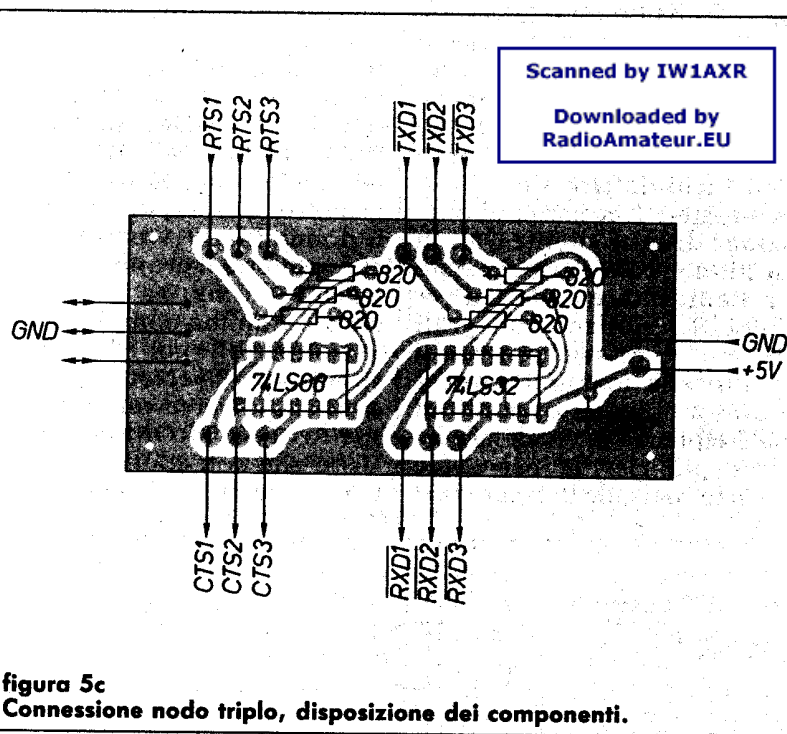 Scanned by IW1AXR
Downloaded by
RadioAmateur.EU
RTS1
RTS2
RTS3
TXD1
TXD2
TXD3
820
820
820
820
820
820
GND
GND
+5V
74LS32
CTS1
CTS2
CTS3
RXD1
RXD2
RXD3
figura 5c
Connessione nodo triplo, disposizione dei componenti.